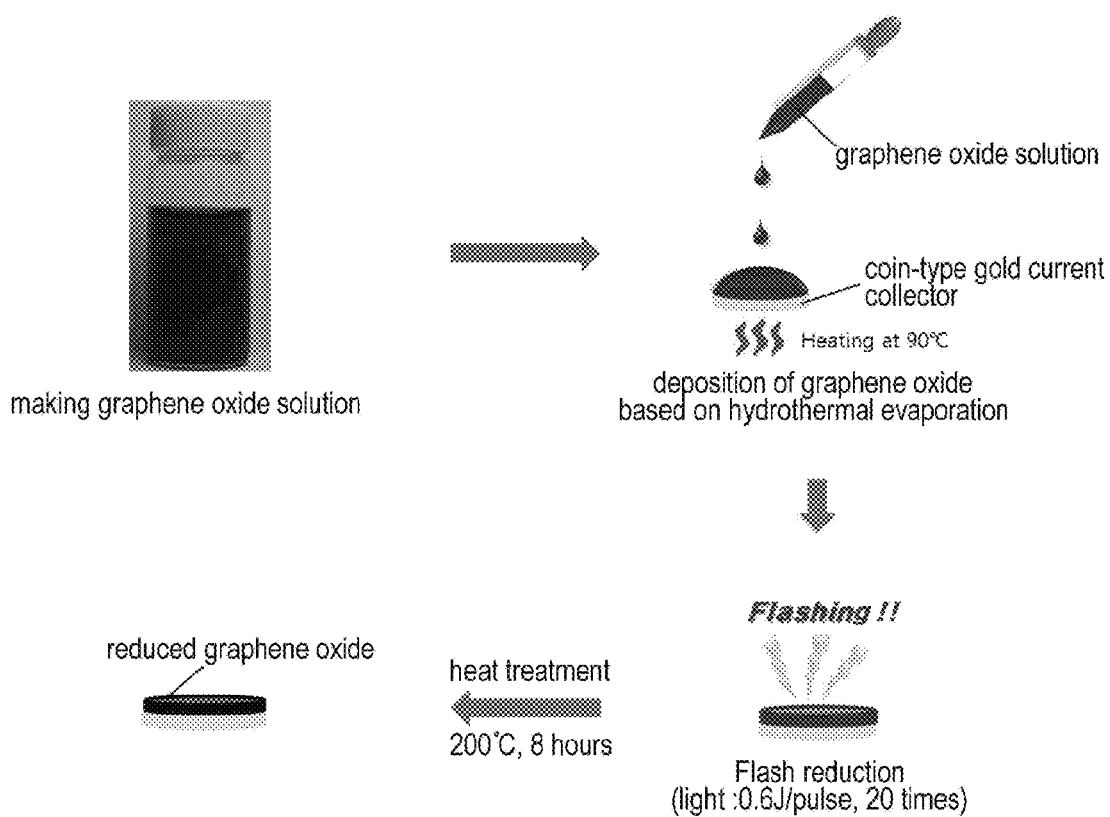 graphene oxide solution
coin-type gold current
collector
Heating at 90℃
making graphene oxide solution
deposition of graphene oxide
based on hydrothermal evaporation
Flashing !!
reduced graphene oxide
heat treatment
200℃, 8 hours
Flash reduction
(light :0.6J/pulse, 20 times)